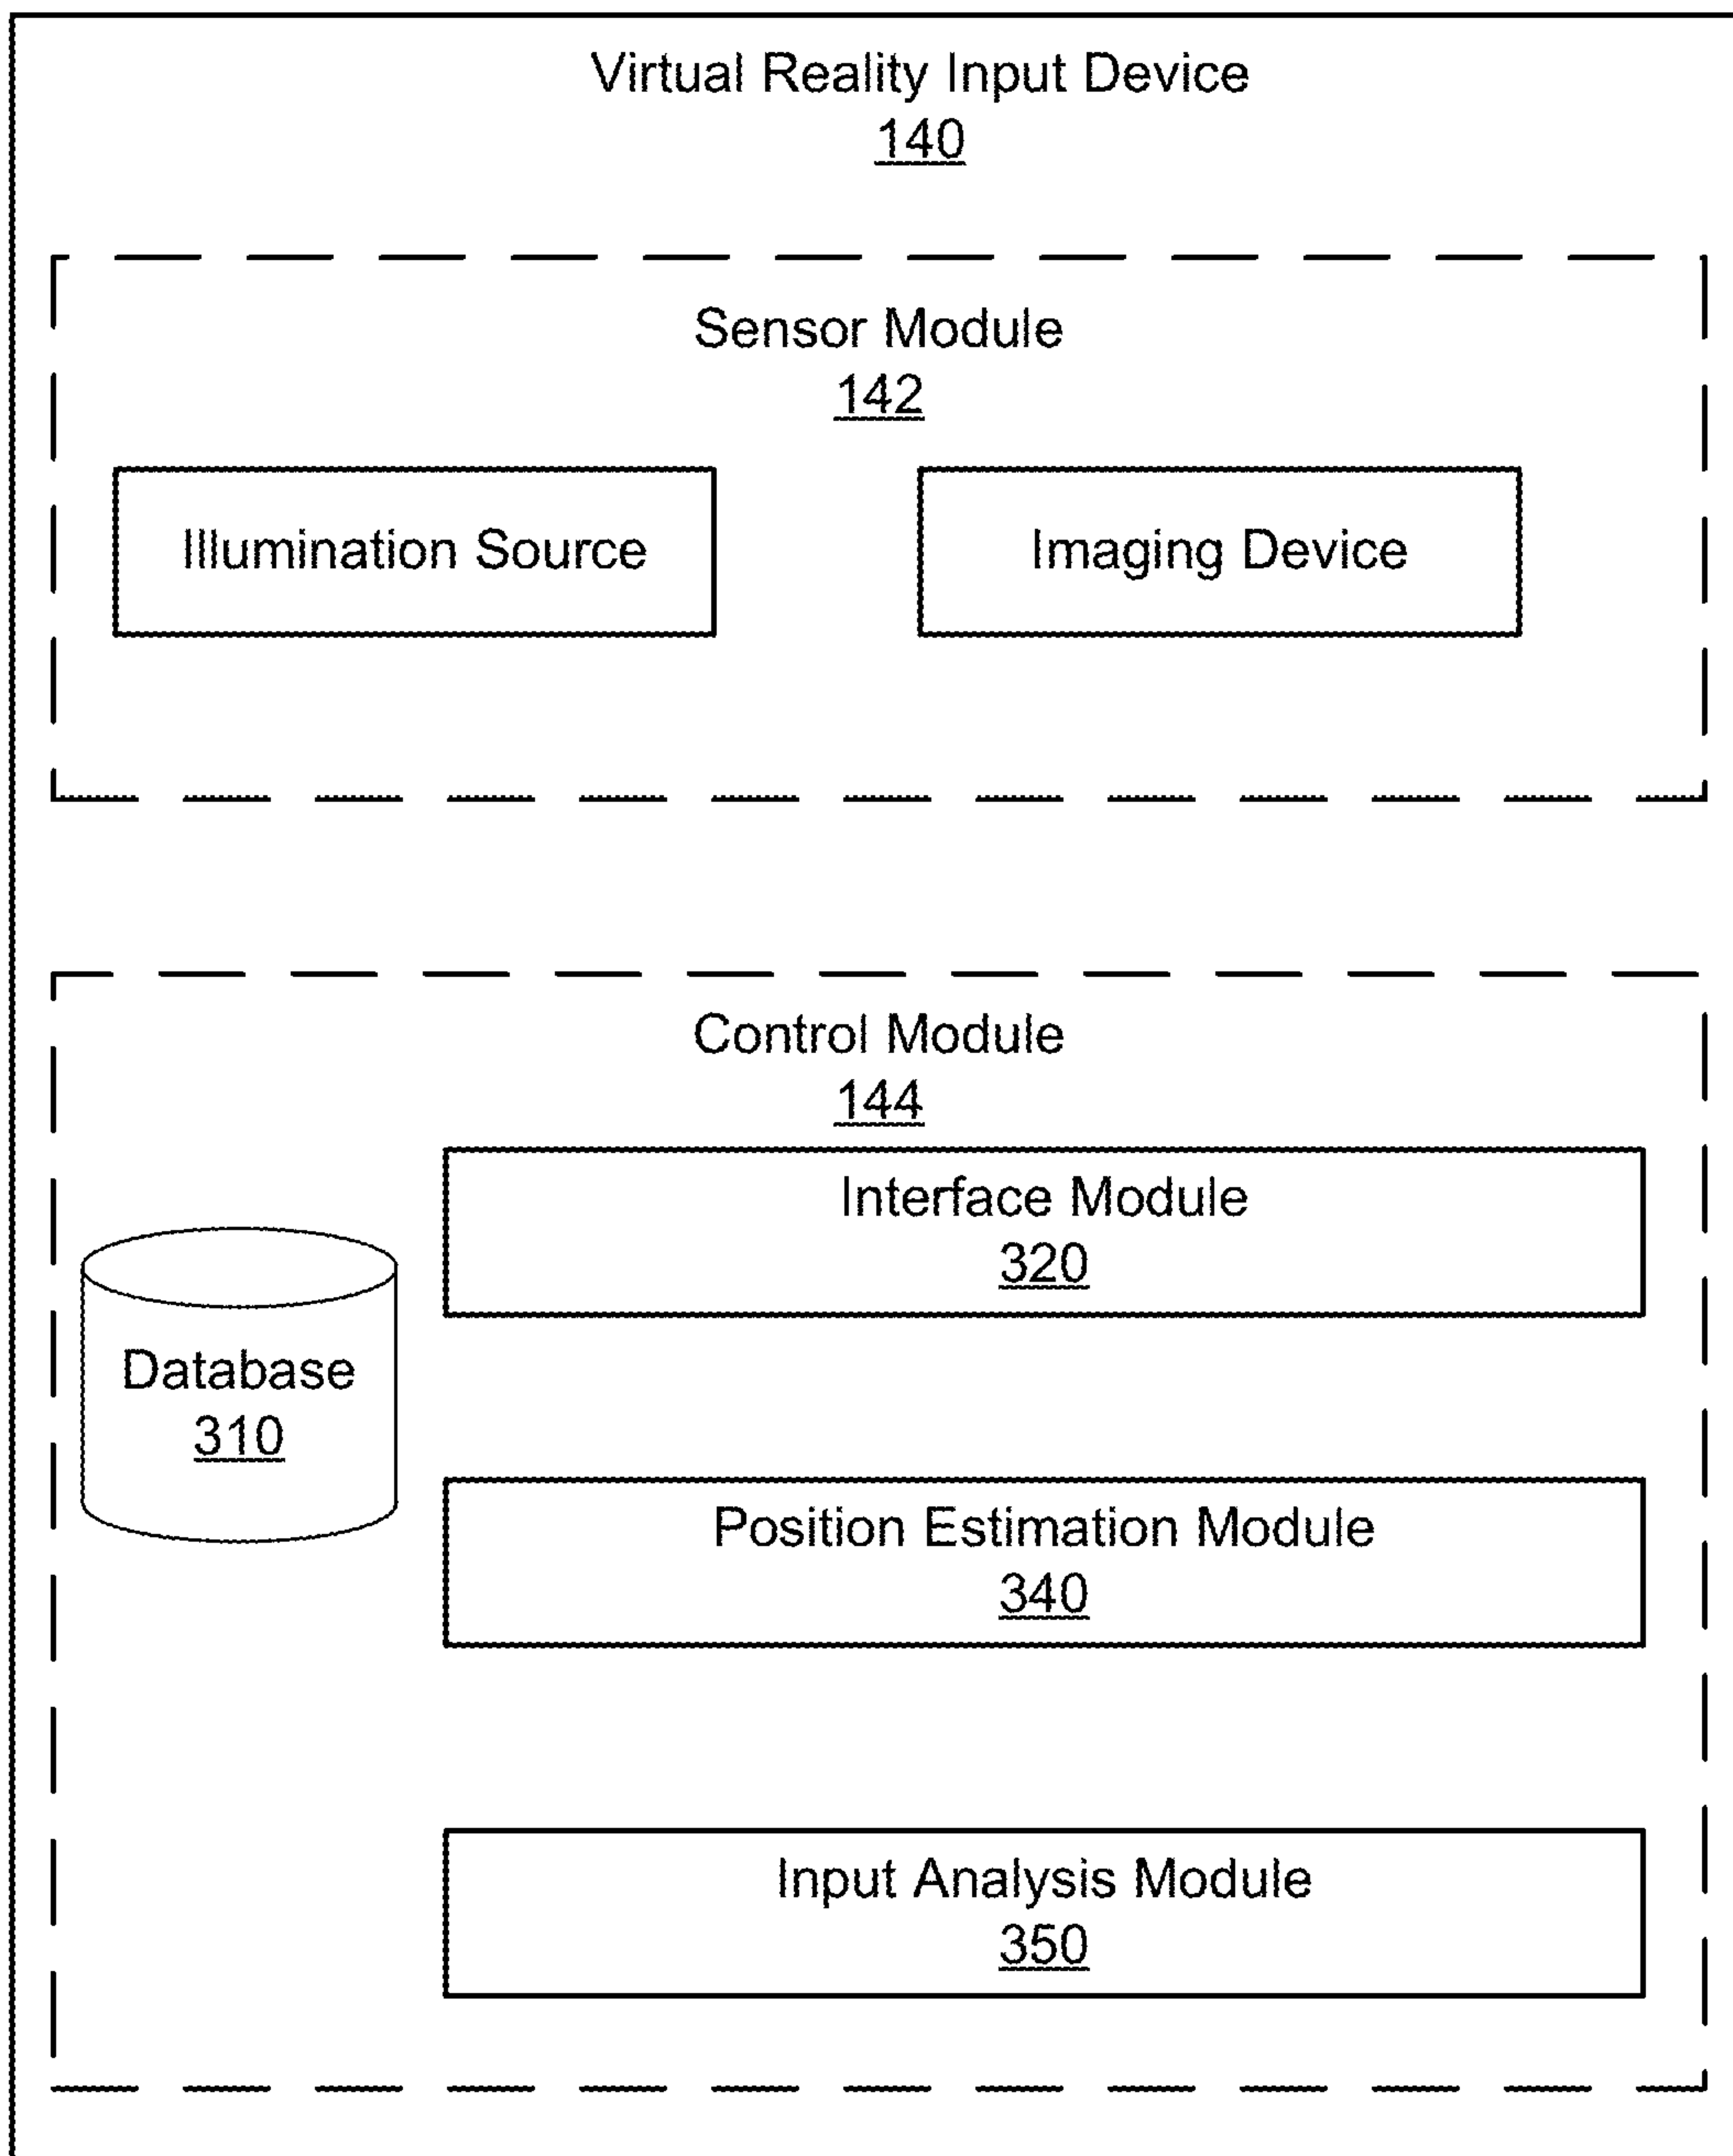 Virtual Reality Input Device
140
Sensor Module
142
Illumination Source
Imaging Device
Control Module
144
Interface Module
320
Database
310
Position Estimation Module
340
Input Analysis Module
350